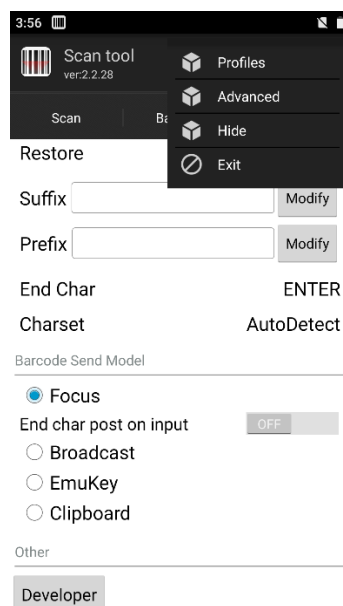 3:56
Scan tool
ver:2.2.28
Profiles
Advanced
Hide
Exit
Scan
Ba
Restore
Suffix Modify
Prefix Modify
End Char ENTER
Charset AutoDetect
Barcode Send Model
Focus
End char post on input OFF
Broadcast
EmuKey
Clipboard
Other
Developer